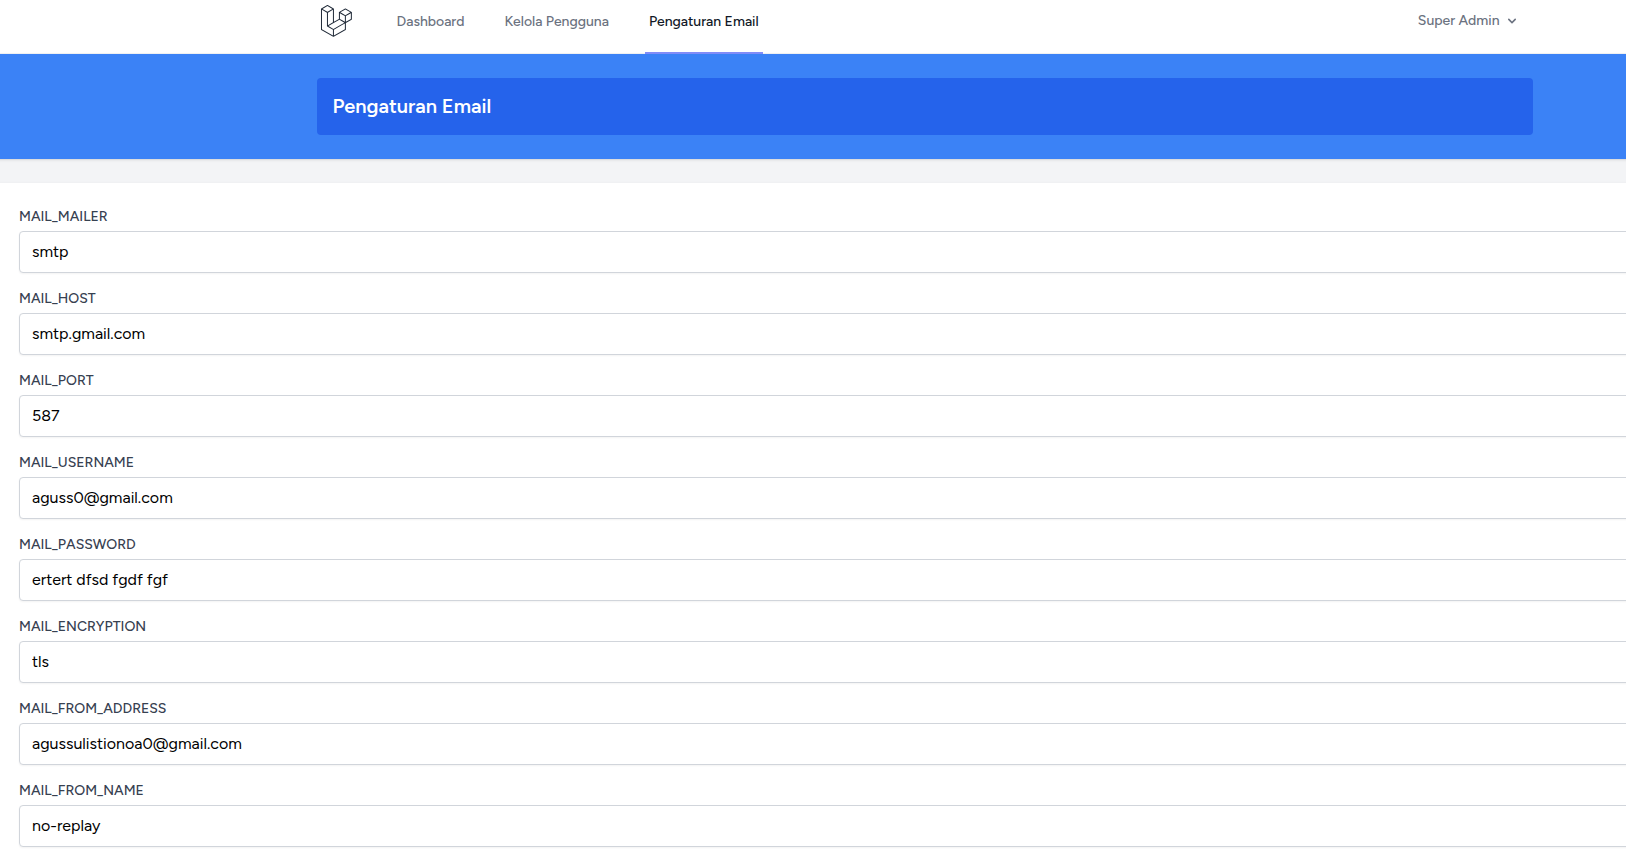 Dashboard Kelola Pengguna Pengaturan Email Super Admin
Pengaturan Email
MAIL_MAILER
smtp
MAIL_HOST
smtp.gmail.com
MAIL_PORT
587
MAIL_USERNAME
aguss0@gmail.com
MAIL_PASSWORD
ertert dfsd fgdf fgf
MAIL_ENCRYPTION
tls
MAIL_FROM_ADDRESS
agussulistionoa0@gmail.com
MAIL_FROM_NAME
no-replay